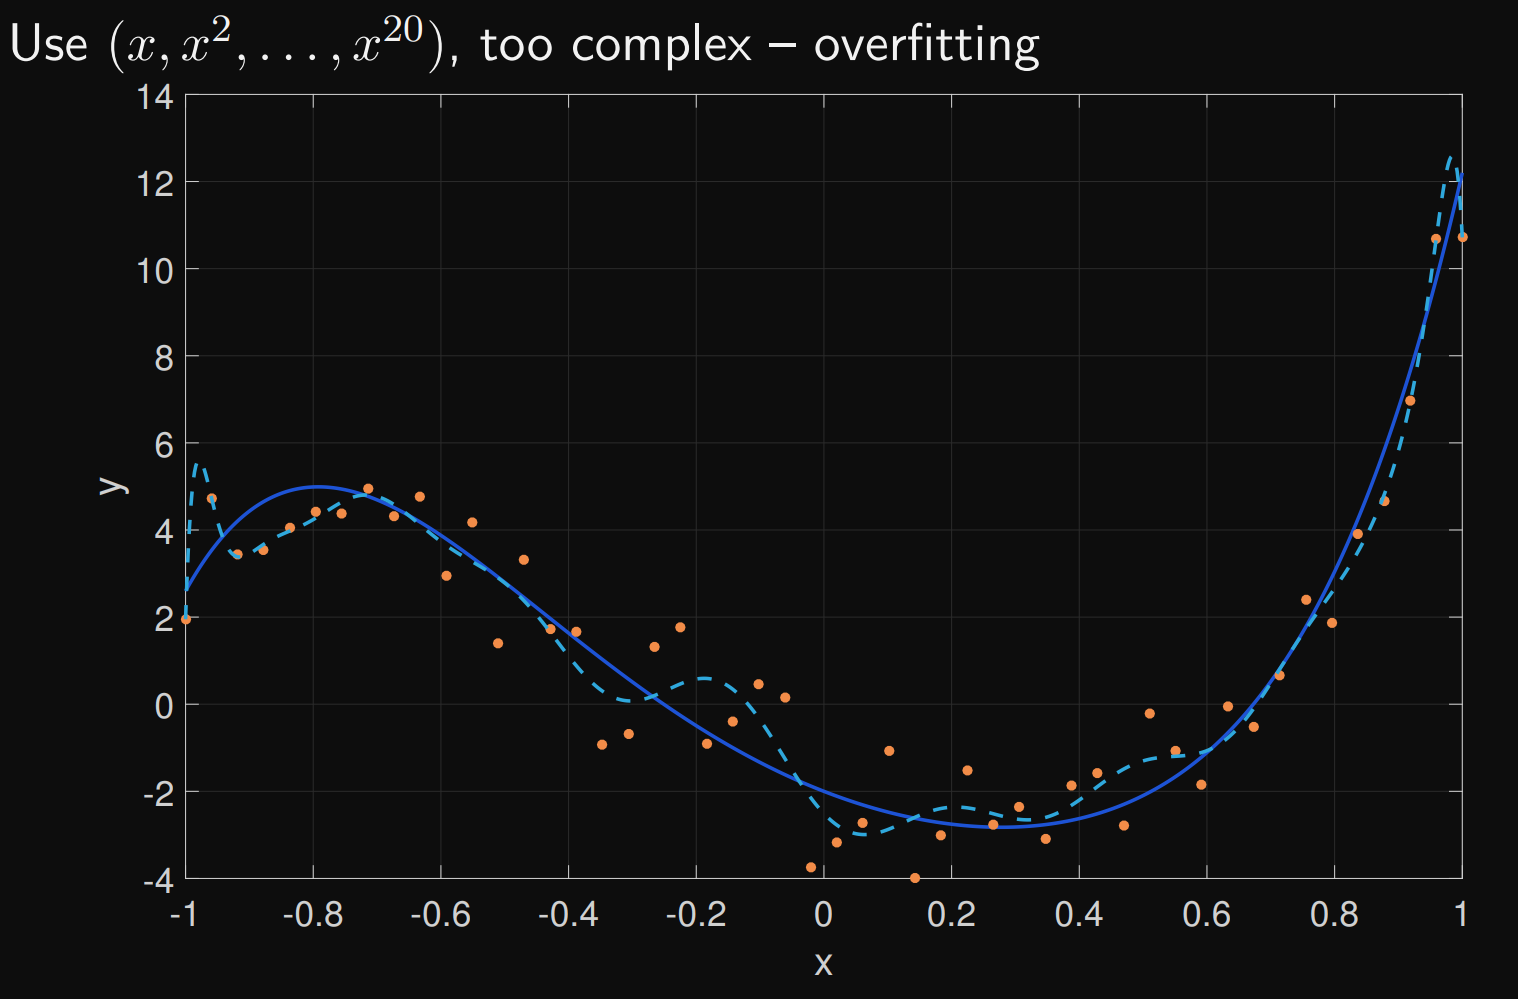 Use (x, x², . . . , x²⁰), too complex – overfitting
14
12
10
8
6
4
2
0
-2
-4
y
-1 -0.8 -0.6 -0.4 -0.2 0 0.2 0.4 0.6 0.8 1
x